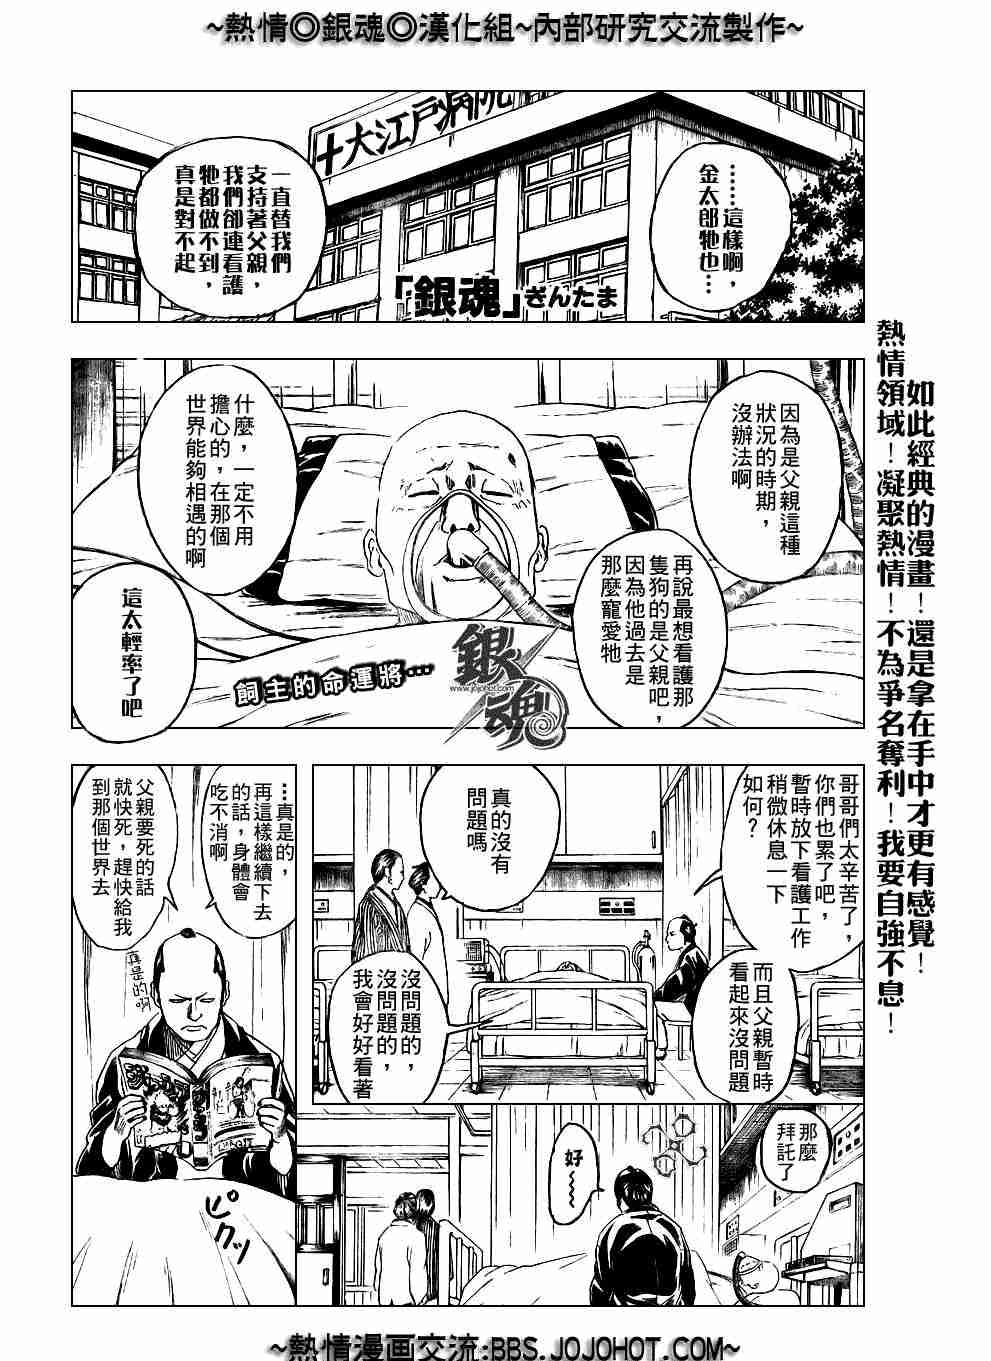 ~熱情◎銀魂◎漢化組~內部研究交流製作~
十大江戸病院
……這樣啊，
金太郎牠也…
一直替我們
支持著父親，
我們卻連看護
牠都做不到，
真是對不起
「銀魂」ぎんたま
如此經典的漫畫！還是拿在手中才更有感覺！
熱情領域！凝聚熱情！不為爭名奪利！我要自強不息！
因為是父親這種
狀況的時期，
沒辦法啊
再說最想看護那
隻狗的是父親吧，
因為他過去是
那麼寵愛牠
什麼，一定不用
擔心的，在那個
世界能夠相遇的啊
這太輕率了吧
飼主的命運將…
銀魂
www.jojohot.com
哥哥們太辛苦了，
你們也累了吧，
暫時放下看護工作
稍微休息一下
如何？
而且父親暫時
看起來沒問題
真的沒有
問題嗎
沒問題的，
沒問題的，
我會好好看著
那麼
拜託了
好～～
…真是的，
再這樣繼續下去
的話，身體會
吃不消啊
父親要死的話
就快死，趕快給我
到那個世界去
真是的啊
ピクッ
~熱情漫画交流:BBS.JOJOHOT.COM~